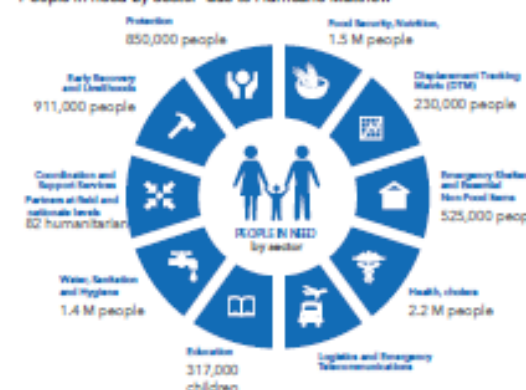 People in need by sector due to Hurricane Matthew
Protection
850,000 people
Food Security, Nutrition,
1.5 M people
Early Recovery
and Livelihoods
911,000 people
Displacement Tracking
Matrix (DTM)
230,000 people
Coordination and
Support Services
Partners at field and
nationale levels
82 humanitarian
Emergency Shelter
and Essential
Non Food Items
525,000 peop
PEOPLE IN NEED
by sector
Water, Sanitation
and Hygiene
1.4 M people
Health, cholera
2.2 M people
Education
317,000
children
Logistics and Emergency
Telecommunications